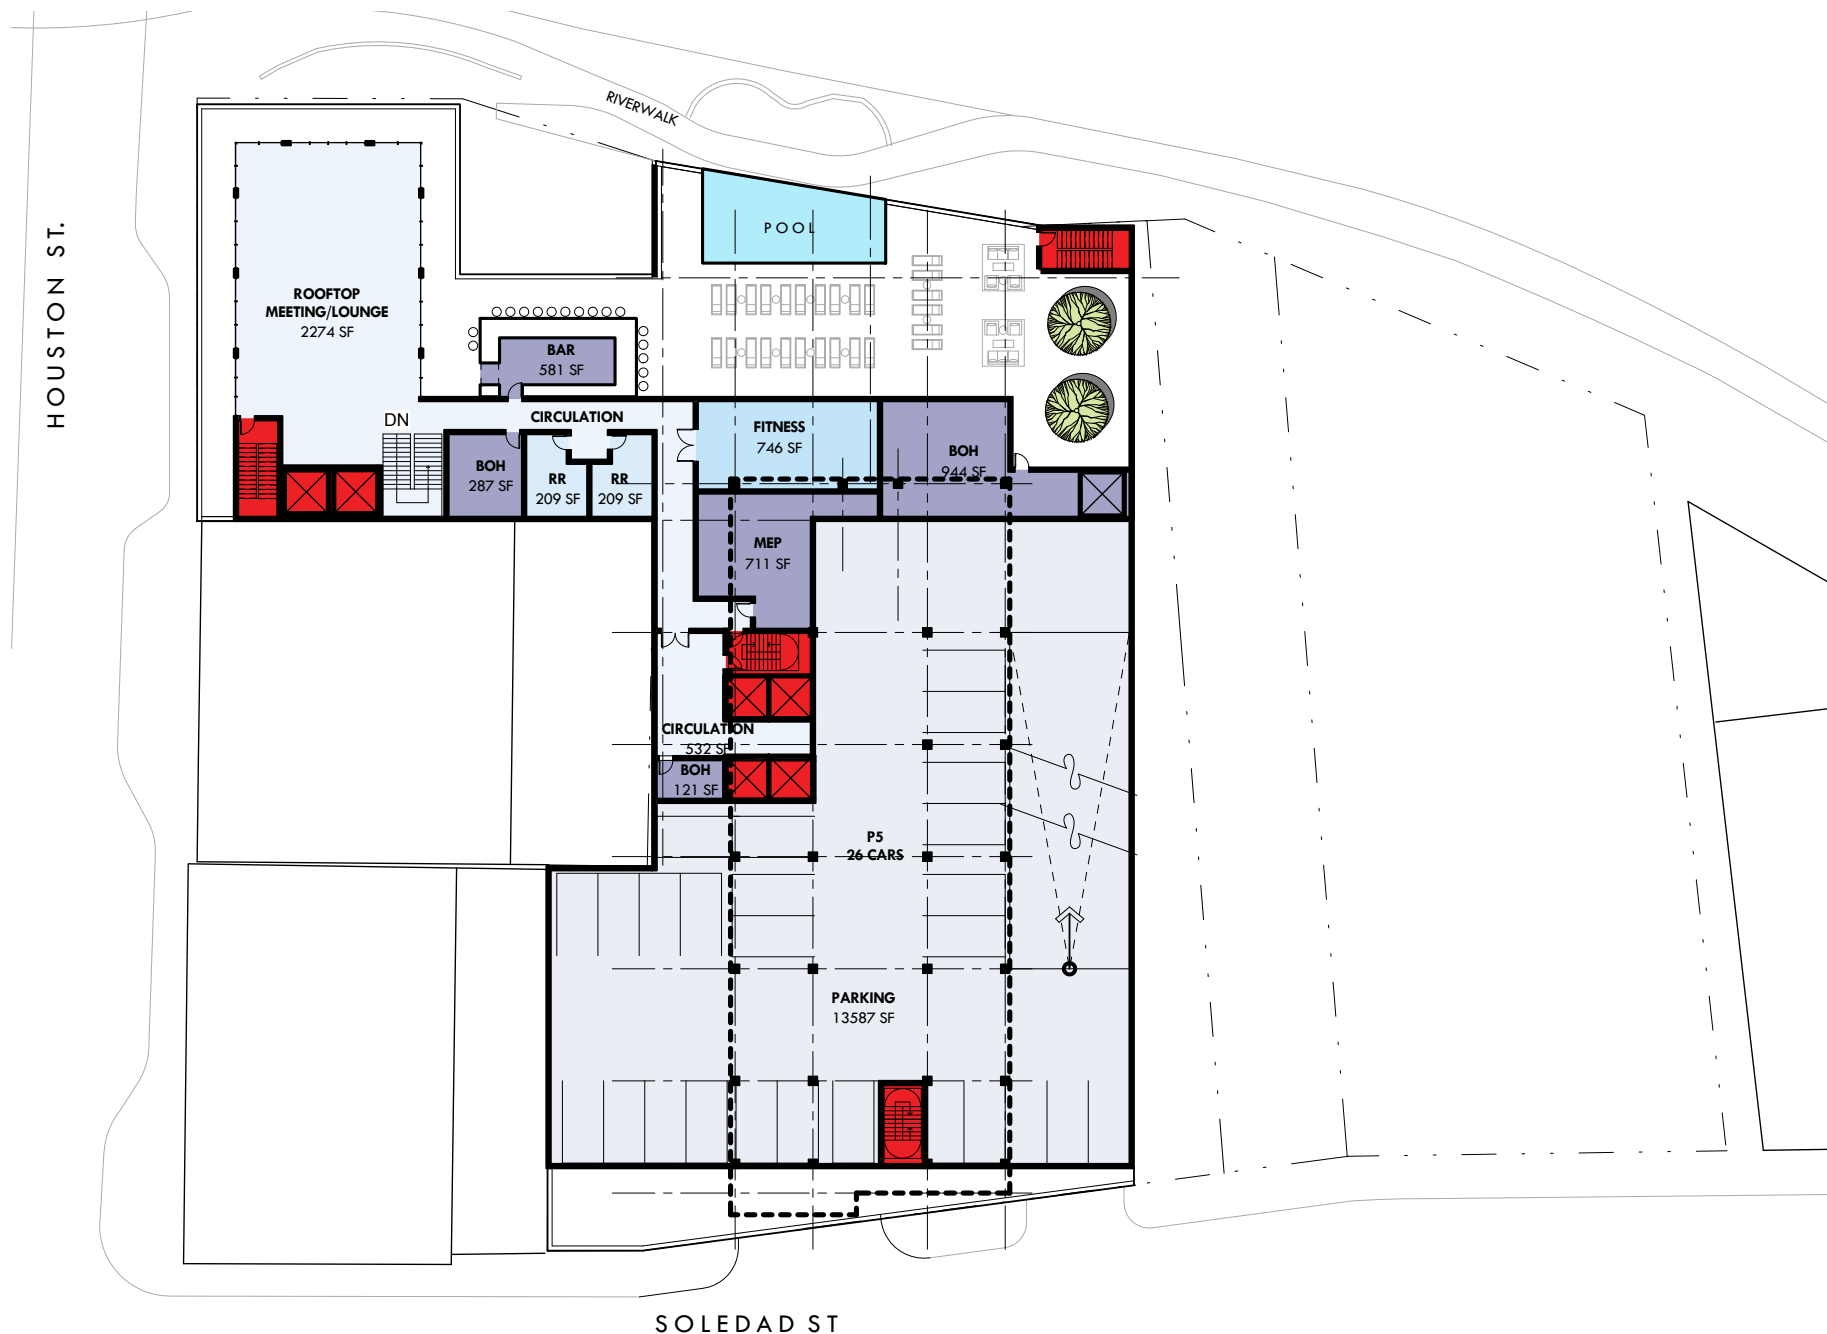 RIVERWALK
HOUSTON ST.
POOL
ROOFTOP
MEETING/LOUNGE
2274 SF
BAR
581 SF
DN
CIRCULATION
FITNESS
746 SF
BOH
944 SF
BOH
287 SF
RR
209 SF
RR
209 SF
MEP
711 SF
CIRCULATION
532 SF
BOH
121 SF
P5
26 CARS
PARKING
13587 SF
SOLEDAD ST